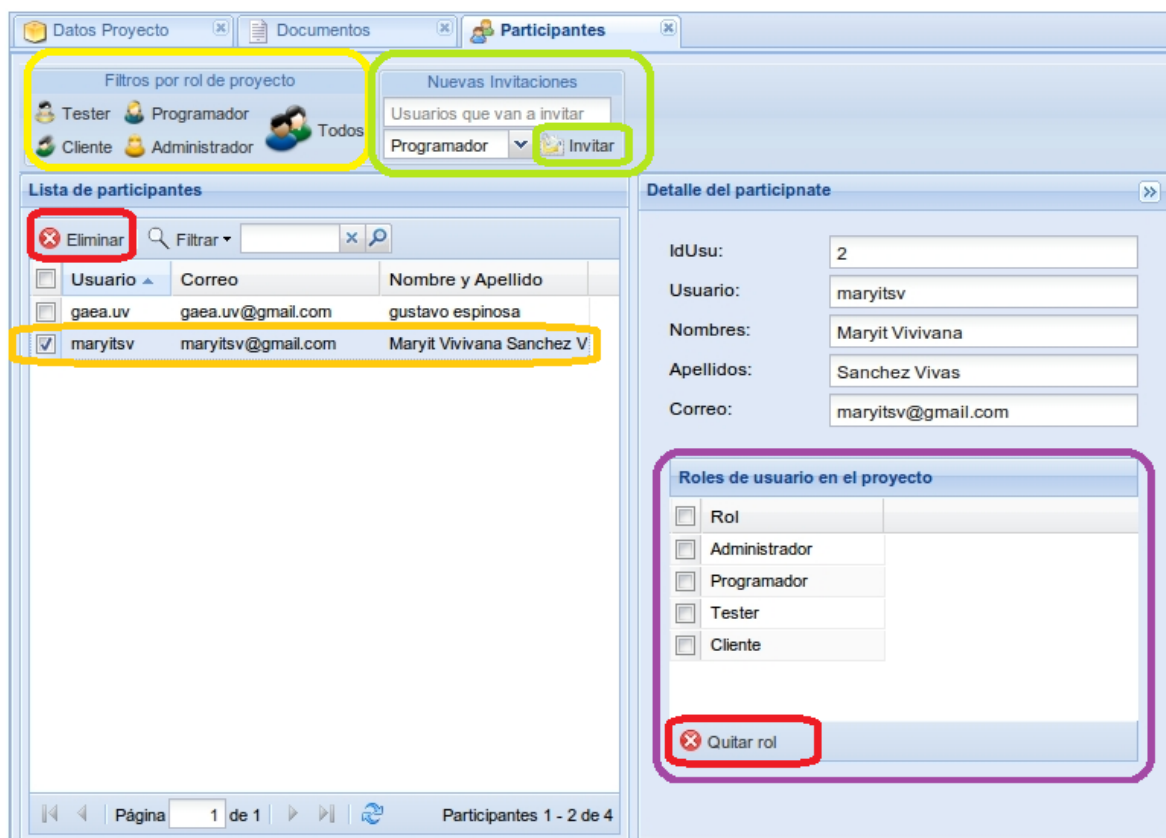 Datos Proyecto Documentos Participantes
Filtros por rol de proyecto
Tester Programador
Todos
Cliente Administrador
Nuevas Invitaciones
Usuarios que van a invitar
Programador Invitar
Lista de participantes
Eliminar Filtrar
Usuario Correo Nombre y Apellido
gaea.uv gaea.uv@gmail.com gustavo espinosa
maryitsv maryitsv@gmail.com Maryit Vivivana Sanchez V
Página 1 de 1 Participantes 1 - 2 de 4
Detalle del participnate
IdUsu: 2
Usuario: maryitsv
Nombres: Maryit Vivivana
Apellidos: Sanchez Vivas
Correo: maryitsv@gmail.com
Roles de usuario en el proyecto
Rol
Administrador
Programador
Tester
Cliente
Quitar rol